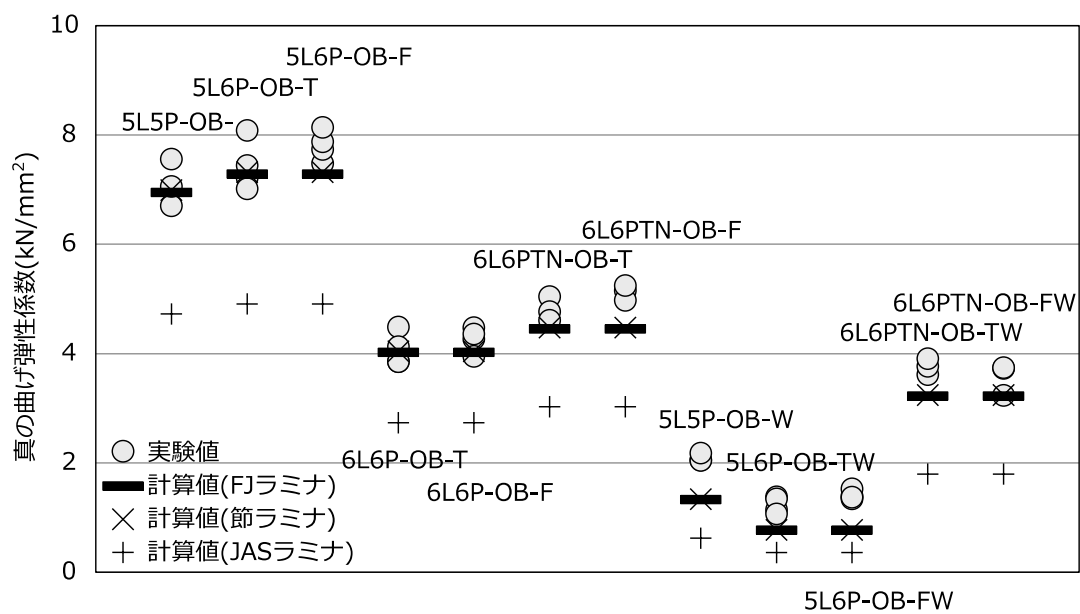 10
8
6
4
2
0
真の曲げ弾性係数(kN/mm²)
5L6P-OB-F
5L6P-OB-T
5L5P-OB-
6L6PTN-OB-F
6L6PTN-OB-T
6L6PTN-OB-FW
6L6PTN-OB-TW
5L5P-OB-W
5L6P-OB-TW
6L6P-OB-T
6L6P-OB-F
5L6P-OB-FW
実験値
計算値(FJラミナ)
計算値(節ラミナ)
計算値(JASラミナ)